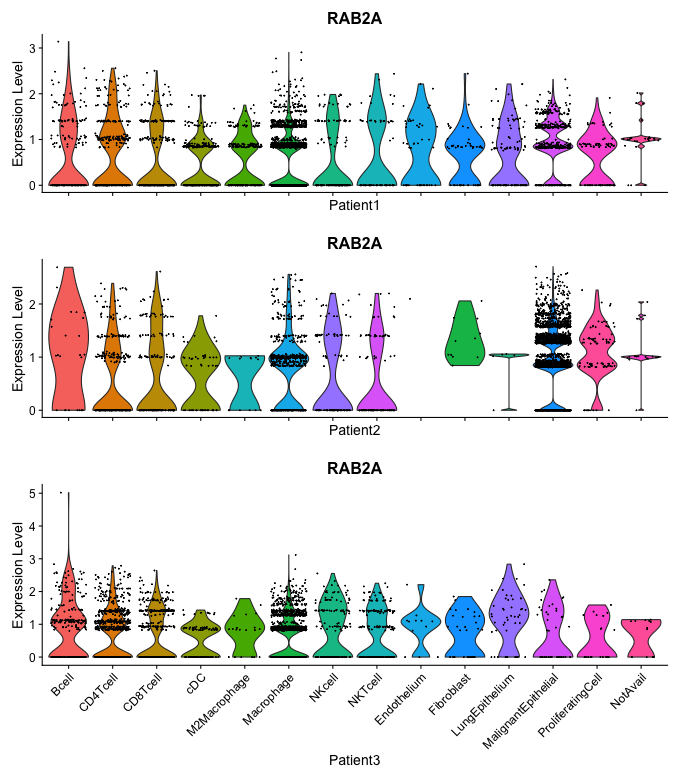 RAB2A
Expression Level
3
2
1
0
Patient1
RAB2A
Expression Level
2
1
0
Patient2
RAB2A
Expression Level
5
4
3
2
1
0
Bcell
CD4Tcell
CD8Tcell
cDC
M2Macrophage
Macrophage
NKcell
NKTcell
Endothelium
Fibroblast
LungEpithelium
MalignantEpithelial
ProliferatingCell
NotAvail
Patient3